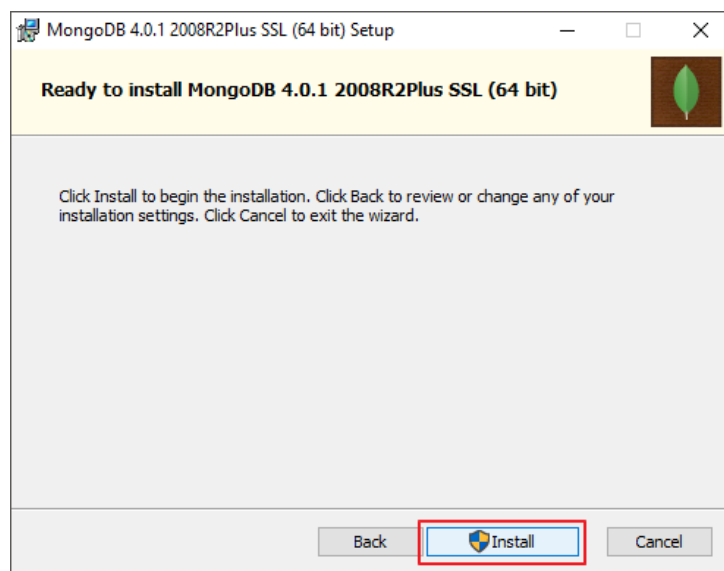 MongoDB 4.0.1 2008R2Plus SSL (64 bit) Setup
Ready to install MongoDB 4.0.1 2008R2Plus SSL (64 bit)
Click Install to begin the installation. Click Back to review or change any of your
installation settings. Click Cancel to exit the wizard.
Back Install Cancel